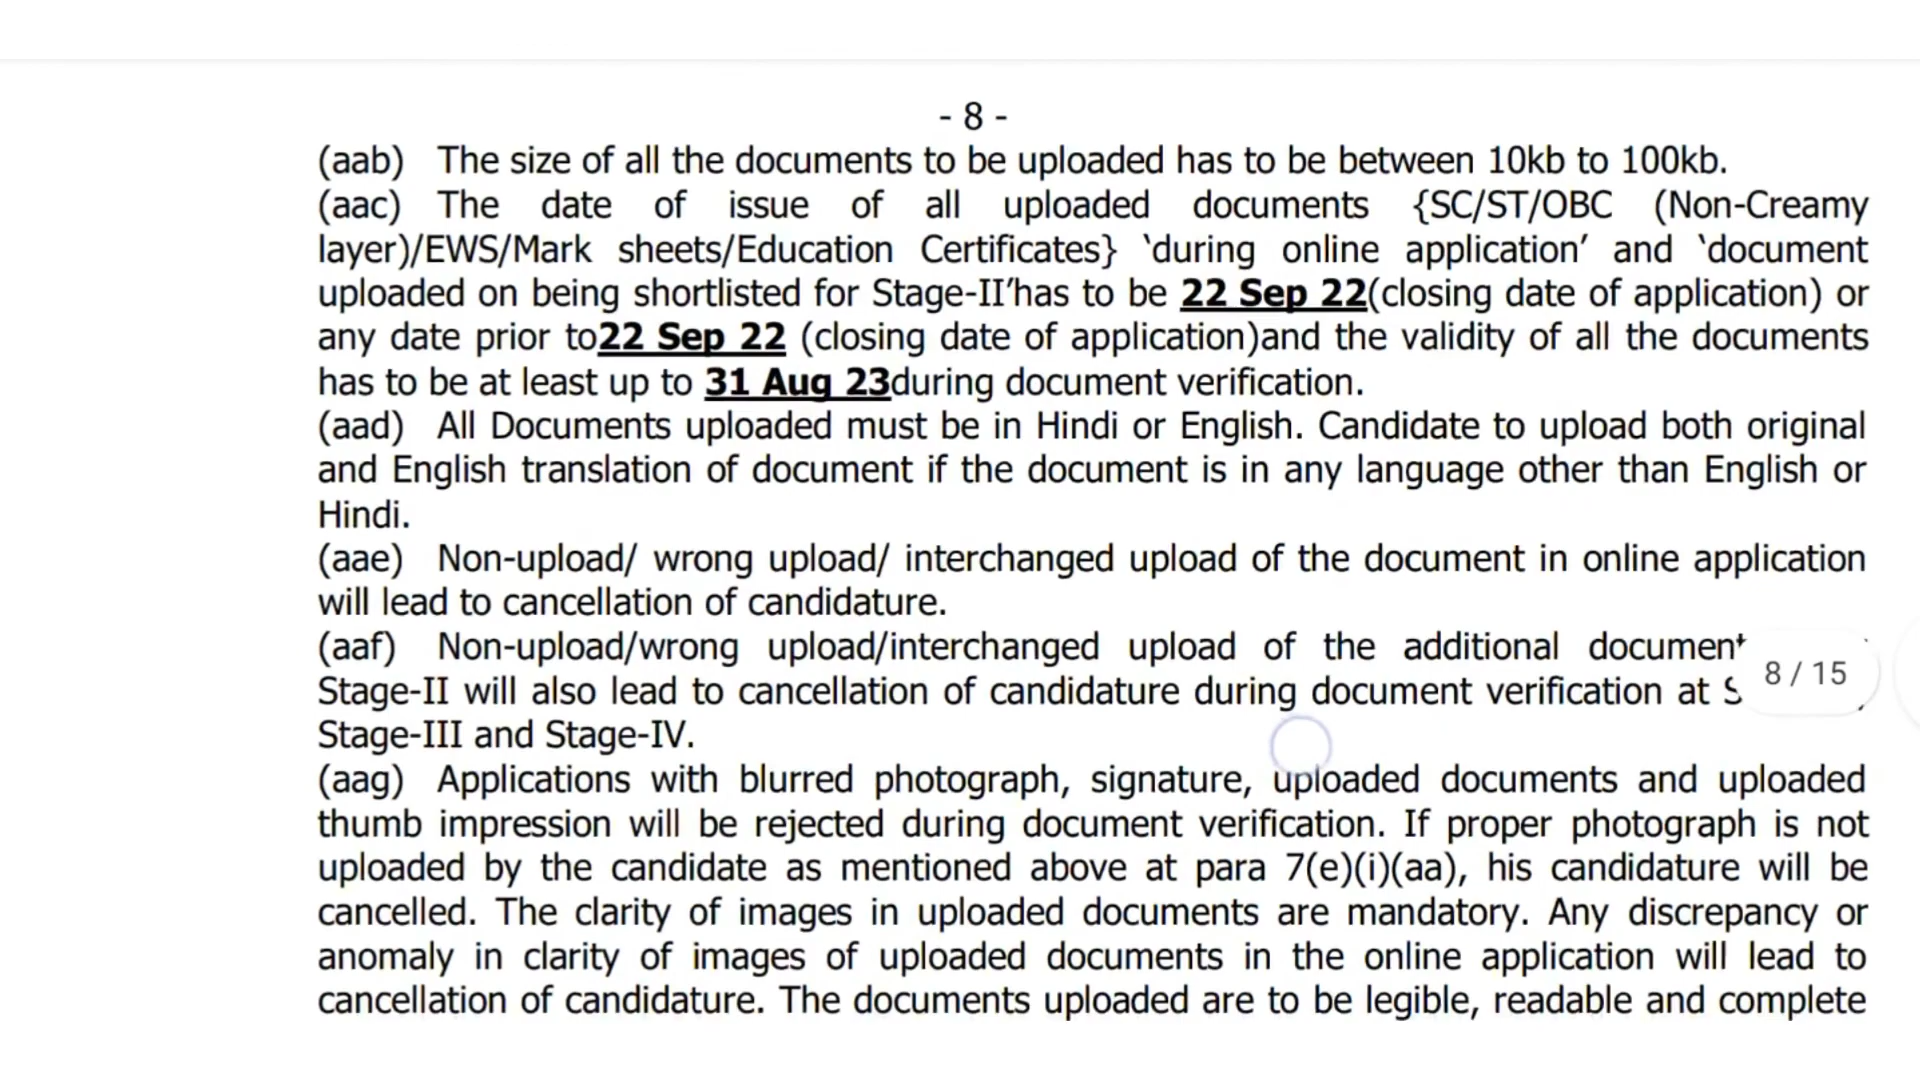 - 8 -
(aab) The size of all the documents to be uploaded has to be between 10kb to 100kb.
(aac) The date of issue of all uploaded documents {SC/ST/OBC (Non-Creamy
layer)/EWS/Mark sheets/Education Certificates} ‘during online application’ and ‘document
uploaded on being shortlisted for Stage-II’has to be 22 Sep 22(closing date of application) or
any date prior to22 Sep 22 (closing date of application)and the validity of all the documents
has to be at least up to 31 Aug 23during document verification.
(aad) All Documents uploaded must be in Hindi or English. Candidate to upload both original
and English translation of document if the document is in any language other than English or
Hindi.
(aae) Non-upload/ wrong upload/ interchanged upload of the document in online application
will lead to cancellation of candidature.
(aaf) Non-upload/wrong upload/interchanged upload of the additional
Stage-II will also lead to cancellation of candidature during document verification at
8 / 15
Stage-III and Stage-IV.
(aag) Applications with blurred photograph, signature, uploaded documents and uploaded
thumb impression will be rejected during document verification. If proper photograph is not
uploaded by the candidate as mentioned above at para 7(e)(i)(aa), his candidature will be
cancelled. The clarity of images in uploaded documents are mandatory. Any discrepancy or
anomaly in clarity of images of uploaded documents in the online application will lead to
cancellation of candidature. The documents uploaded are to be legible, readable and complete